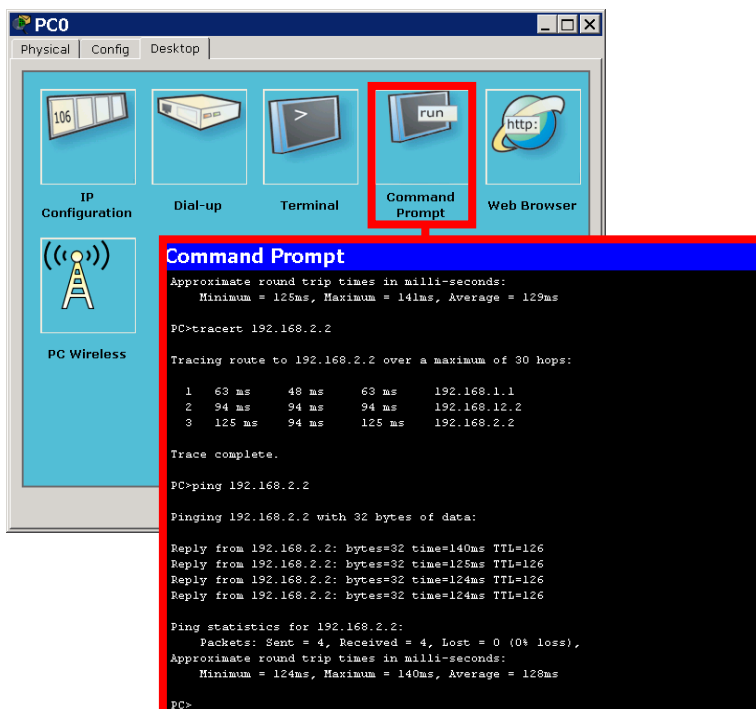 PC0
Physical Config Desktop
106
>
run
http:
IP
Configuration
Dial-up
Terminal
Command
Prompt
Web Browser
PC Wireless
Command Prompt
Approximate round trip times in milli-seconds:
Minimum = 125ms, Maximum = 141ms, Average = 129ms
PC>tracert 192.168.2.2
Tracing route to 192.168.2.2 over a maximum of 30 hops:
1 63 ms 48 ms 63 ms 192.168.1.1
2 94 ms 94 ms 94 ms 192.168.12.2
3 125 ms 94 ms 125 ms 192.168.2.2
Trace complete.
PC>ping 192.168.2.2
Pinging 192.168.2.2 with 32 bytes of data:
Reply from 192.168.2.2: bytes=32 time=140ms TTL=126
Reply from 192.168.2.2: bytes=32 time=125ms TTL=126
Reply from 192.168.2.2: bytes=32 time=124ms TTL=126
Reply from 192.168.2.2: bytes=32 time=124ms TTL=126
Ping statistics for 192.168.2.2:
Packets: Sent = 4, Received = 4, Lost = 0 (0% loss),
Approximate round trip times in milli-seconds:
Minimum = 124ms, Maximum = 140ms, Average = 128ms
PC>